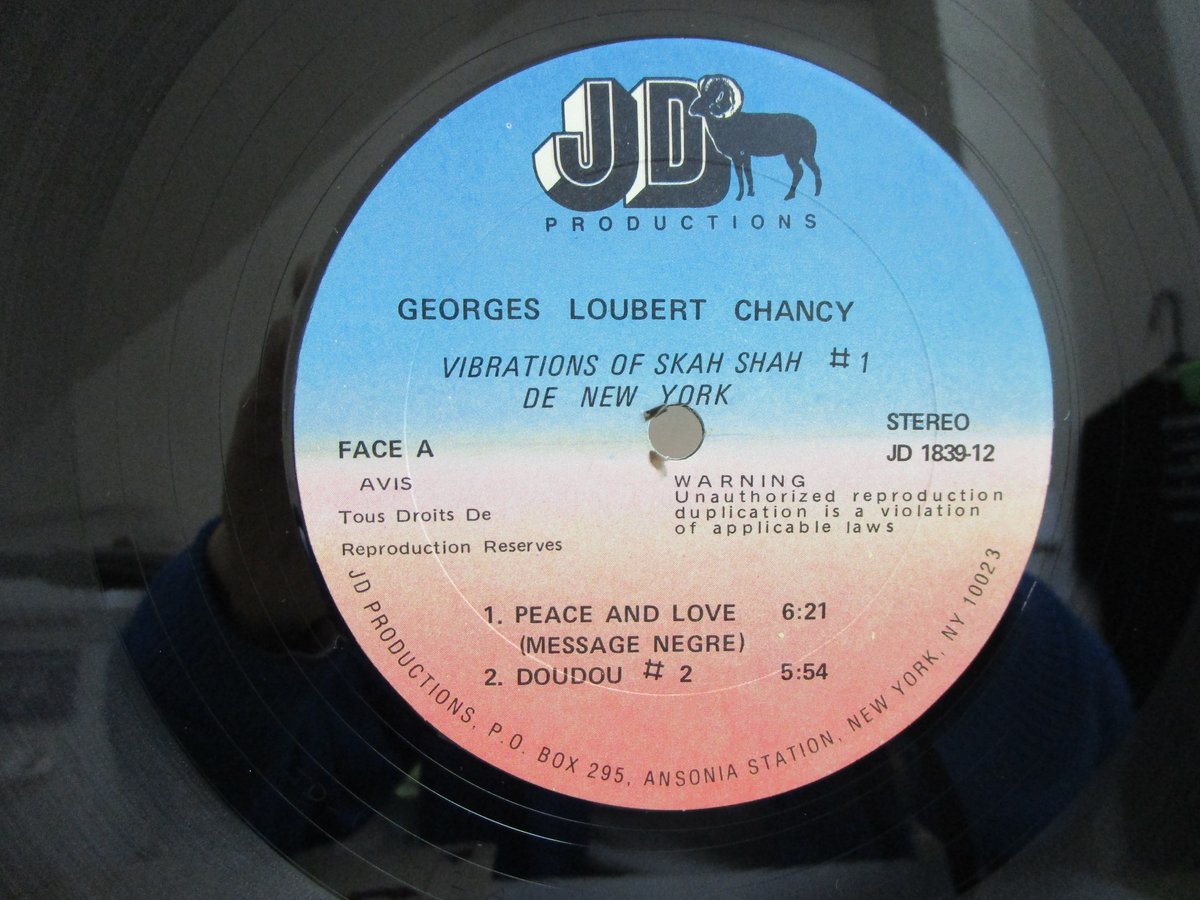 JD
PRODUCTIONS
GEORGES LOUBERT CHANCY
VIBRATIONS OF SKAH SHAH #1
DE NEW YORK
FACE A
AVIS
Tous Droits De
Reproduction Reserves
STEREO
JD 1839-12
WARNING
Unauthorized reproduction
duplication is a violation
of applicable laws
1. PEACE AND LOVE 6:21
(MESSAGE NEGRE)
2. DOUDOU # 2 5:54
JD PRODUCTIONS, P.O. BOX 295, ANSONIA STATION, NEW YORK, NY 10023